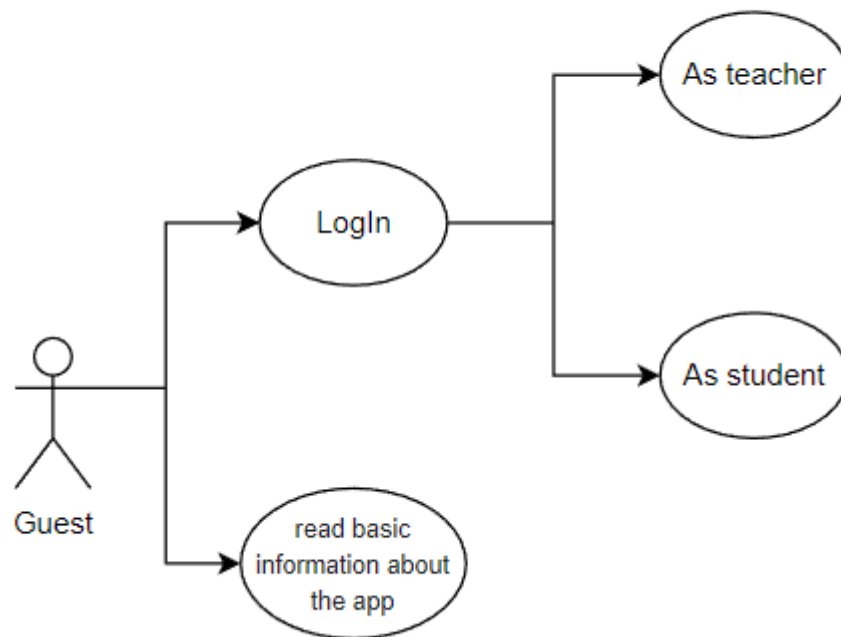 As teacher
LogIn
As student
Guest
read basic
information about
the app